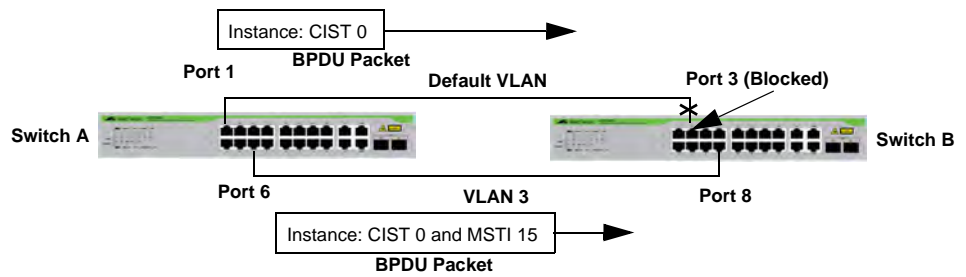 Instance: CIST 0
BPDU Packet
Port 1
Default VLAN
Port 3 (Blocked)
Switch A
Switch B
Port 6
VLAN 3
Port 8
Instance: CIST 0 and MSTI 15
BPDU Packet